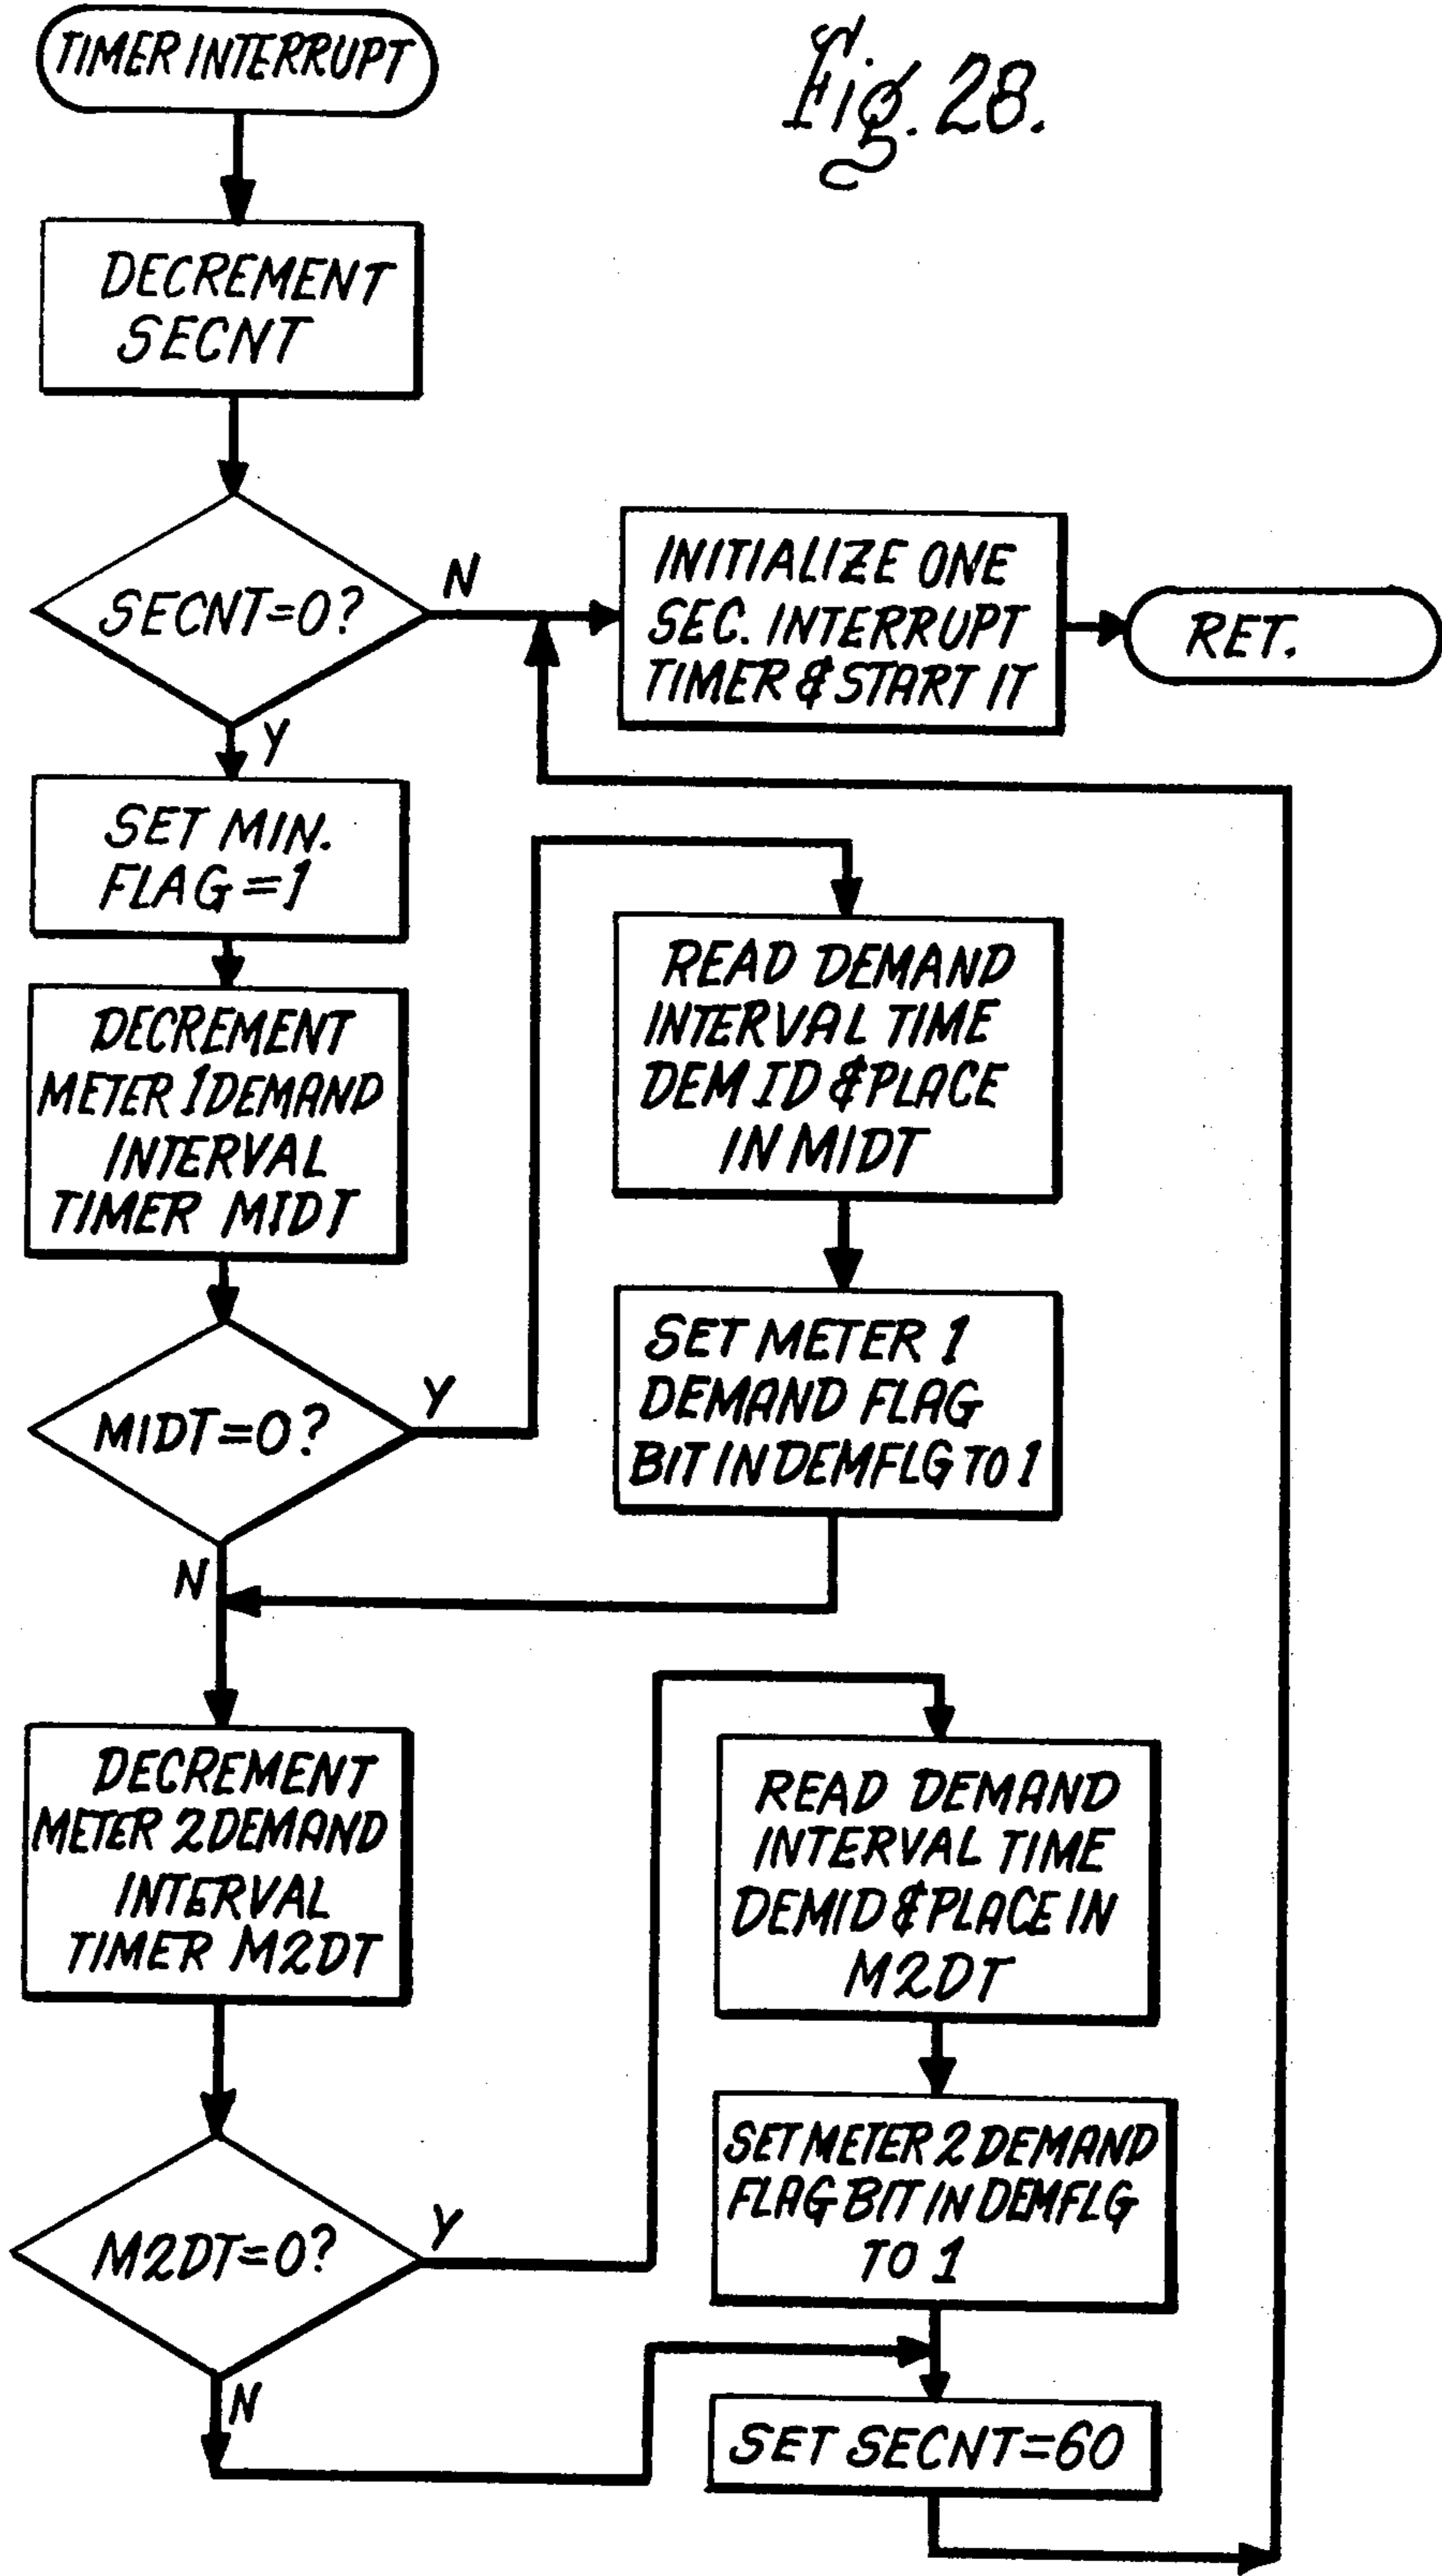 Fig. 28.
TIMER INTERRUPT
DECREMENT
SECNT
SECNT=0?
N
INITIALIZE ONE
SEC. INTERRUPT
TIMER & START IT
RET.
Y
SET MIN.
FLAG=1
DECREMENT
METER 1 DEMAND
INTERVAL
TIMER M1DT
M1DT=0?
Y
READ DEMAND
INTERVAL TIME
DEM ID & PLACE
IN M1DT
SET METER 1
DEMAND FLAG
BIT IN DEMFLG TO 1
N
DECREMENT
METER 2 DEMAND
INTERVAL
TIMER M2DT
M2DT=0?
Y
READ DEMAND
INTERVAL TIME
DEMID & PLACE IN
M2DT
SET METER 2 DEMAND
FLAG BIT IN DEMFLG
TO 1
N
SET SECNT=60